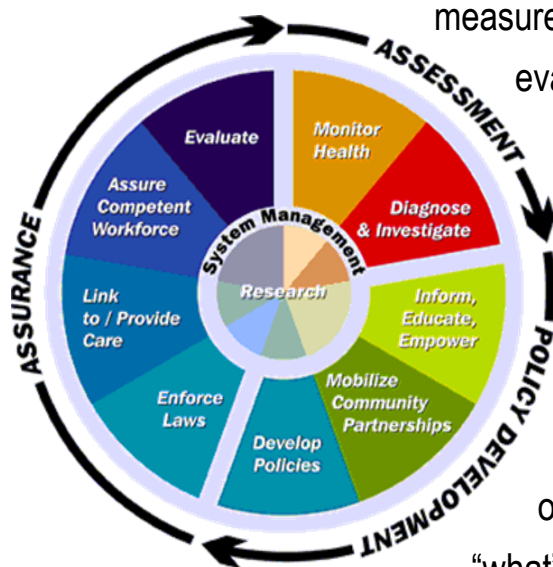 measure
eva
ASSESSMENT
POLICY DEVELOPMENT
ASSURANCE
Monitor
Health
Diagnose
& Investigate
Inform,
Educate,
Empower
Mobilize
Community
Partnerships
Develop
Policies
Enforce
Laws
Link
to / Provide
Care
Assure
Competent
Workforce
Evaluate
System Management
Research
o